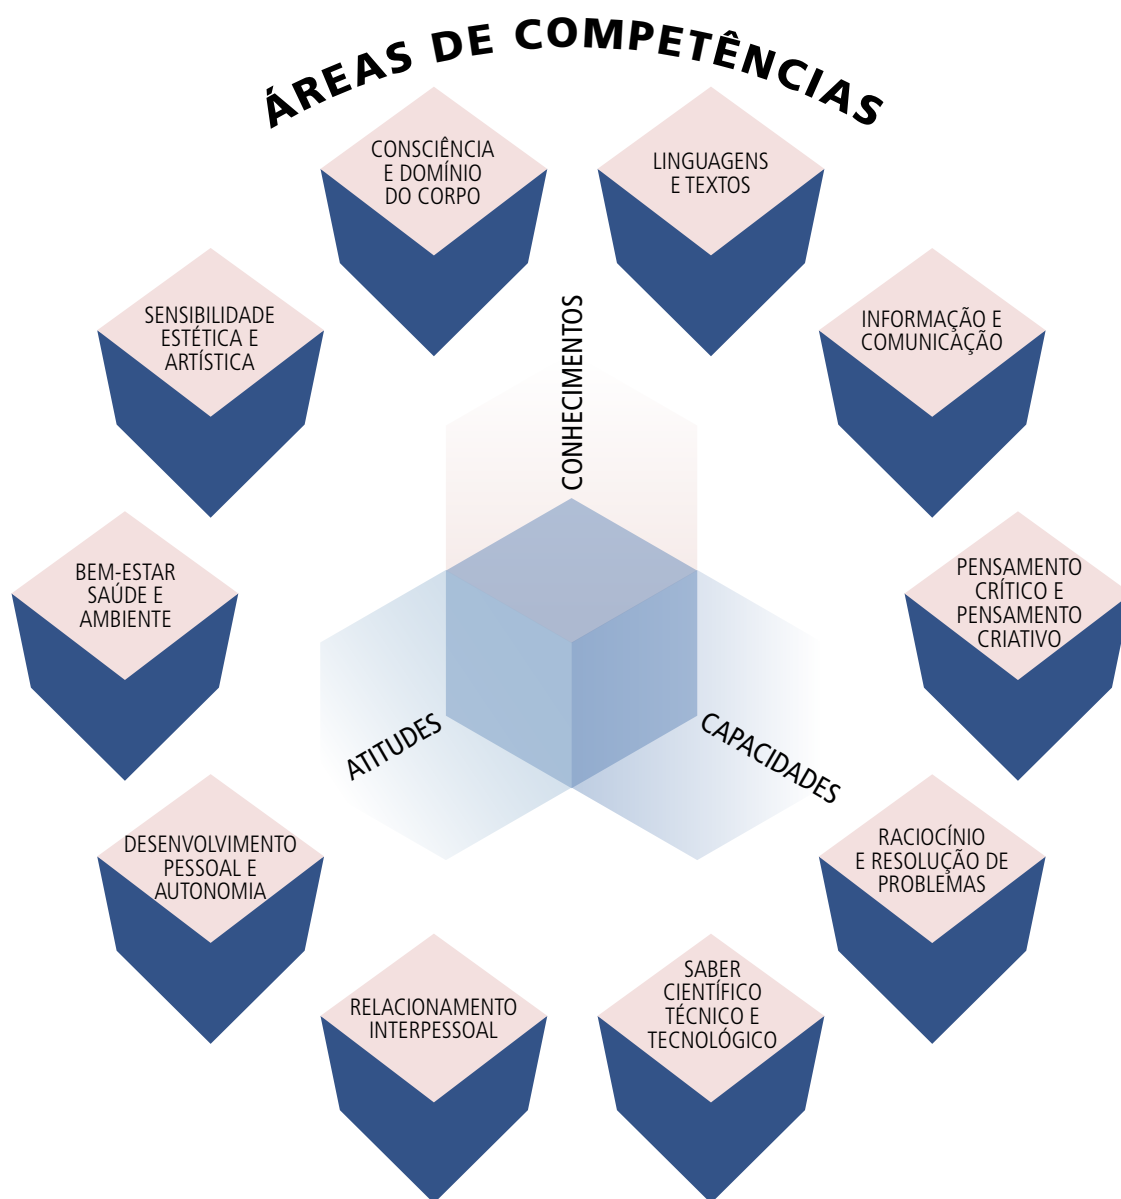 ÁREAS DE COMPETÊNCIAS
CONSCIÊNCIA
E DOMÍNIO
DO CORPO
LINGUAGENS
E TEXTOS
SENSIBILIDADE
ESTÉTICA E
ARTÍSTICA
INFORMAÇÃO E
COMUNICAÇÃO
CONHECIMENTOS
BEM-ESTAR
SAÚDE E
AMBIENTE
PENSAMENTO
CRÍTICO E
PENSAMENTO
CRIATIVO
ATITUDES
CAPACIDADES
DESENVOLVIMENTO
PESSOAL E
AUTONOMIA
RACIOCÍNIO
E RESOLUÇÃO DE
PROBLEMAS
RELACIONAMENTO
INTERPESSOAL
SABER
CIENTÍFICO
TÉCNICO E
TECNOLÓGICO